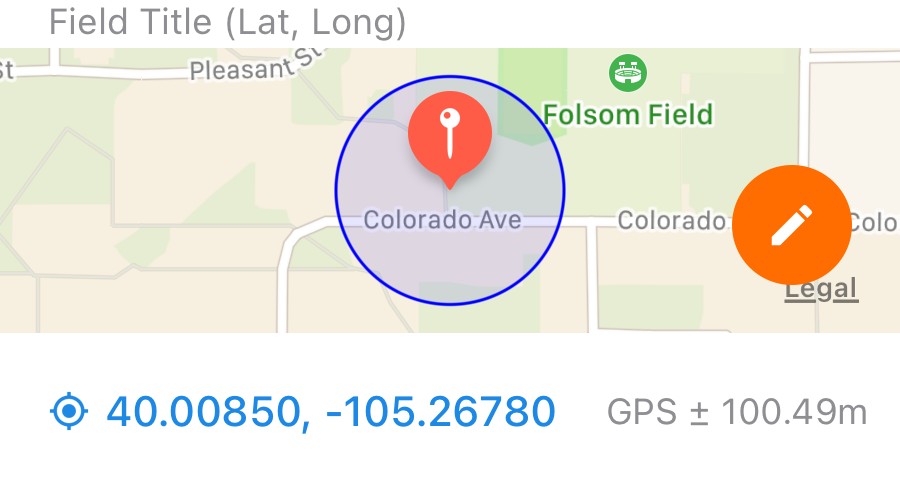 Field Title (Lat, Long)
St
Pleasant St
Folsom Field
Colorado Ave
Colorado
Colo
Legal
40.00850, -105.26780
GPS ± 100.49m